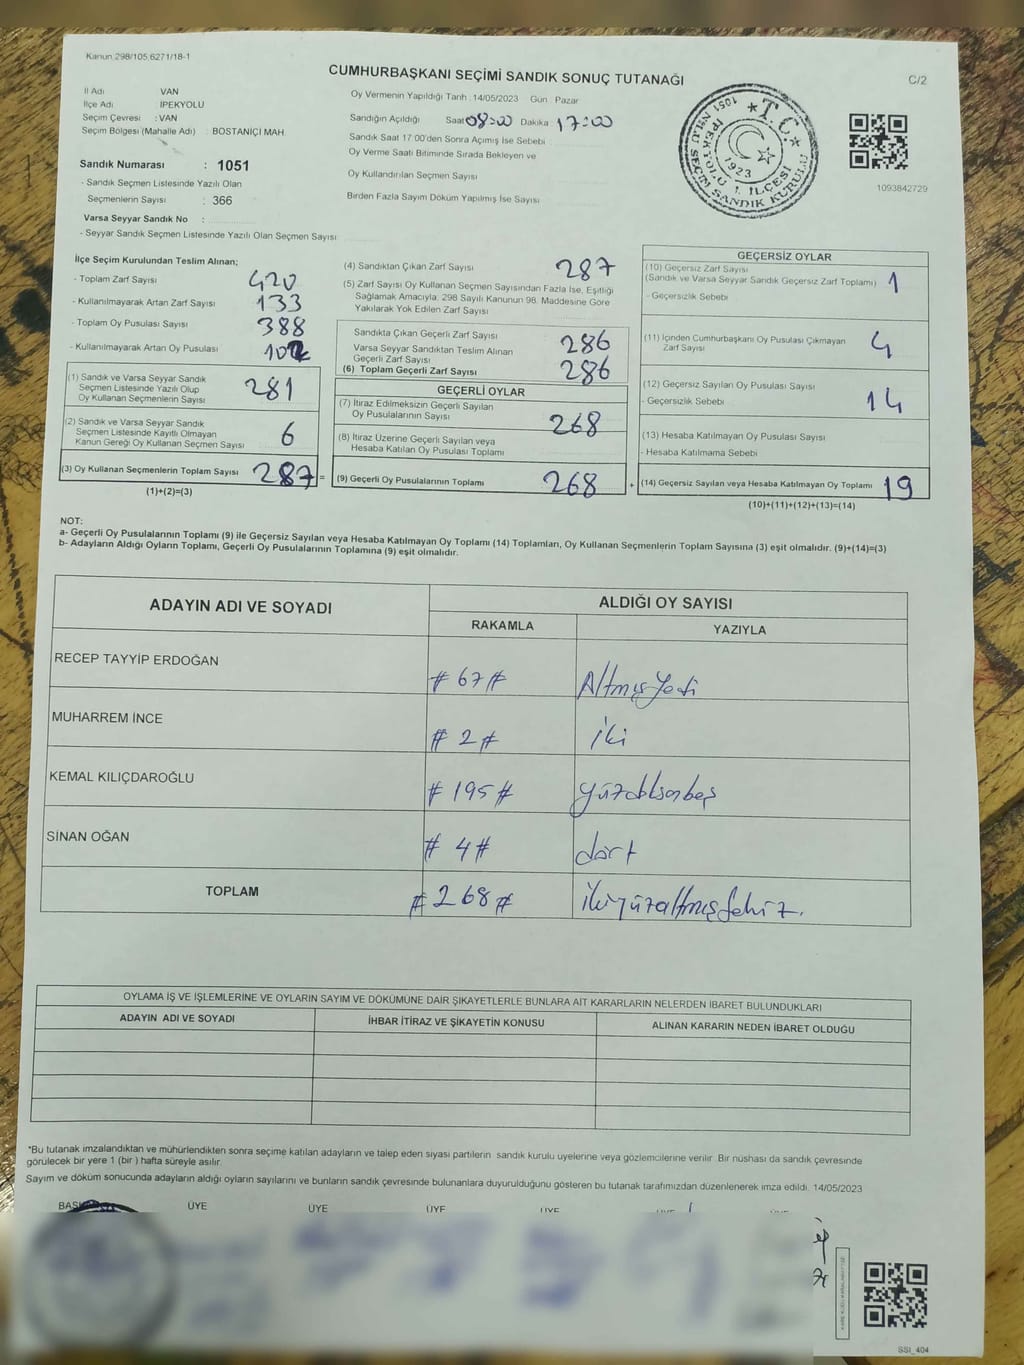 Kanun 298/105,6271/18-1
CUMHURBAŞKANI SEÇİMİ SANDIK SONUÇ TUTANAĞI
C/2
İl Adı VAN
İlçe Adı İPEKYOLU
Seçim Çevresi : VAN
Seçim Bölgesi (Mahalle Adı) : BOSTANİÇİ MAH.
Sandık Numarası : 1051
- Sandık Seçmen Listesinde Yazılı Olan
Seçmenlerin Sayısı : 366
Varsa Seyyar Sandık No :
- Seyyar Sandık Seçmen Listesinde Yazılı Olan Seçmen Sayısı
Oy Vermenin Yapıldığı Tarih :14/05/2023 Gün : Pazar
Sandığın Açıldığı Saat 08:00 Dakika 17:00
Sandık Saat 17:00'den Sonra Açımış İse Sebebi
Oy Verme Saati Bitiminde Sırada Bekleyen ve
Oy Kullandırılan Seçmen Sayısı
Birden Fazla Sayım Döküm Yapılmış İse Sayısı
T.C.
1923
İPEKYOLU 1. İLÇESİ
1051 NOLU SEÇİM SANDIK KURULU
1093842729
İlçe Seçim Kurulundan Teslim Alınan;
- Toplam Zarf Sayısı 420
- Kullanılmayarak Artan Zarf Sayısı 133
- Toplam Oy Pusulası Sayısı 388
- Kullanılmayarak Artan Oy Pusulası
(1) Sandık ve Varsa Seyyar Sandık
Seçmen Listesinde Yazılı Olup
Oy Kullanan Seçmenlerin Sayısı 281
(2) Sandık ve Varsa Seyyar Sandık
Seçmen Listesinde Kayıtlı Olmayan
Kanun Gereği Oy Kullanan Seçmen Sayısı 6
(3) Oy Kullanan Seçmenlerin Toplam Sayısı 287 =
(1)+(2)=(3)
(4) Sandıktan Çıkan Zarf Sayısı 287
(5) Zarf Sayısı Oy Kullanan Seçmen Sayısından Fazla İse, Eşitliği
Sağlamak Amacıyla, 298 Sayılı Kanunun 98. Maddesine Göre
Yakılarak Yok Edilen Zarf Sayısı
Sandıkta Çıkan Geçerli Zarf Sayısı 286
Varsa Seyyar Sandıktan Teslim Alınan
Geçerli Zarf Sayısı
(6) Toplam Geçerli Zarf Sayısı 286
GEÇERLİ OYLAR
(7) İtiraz Edilmeksizin Geçerli Sayılan
Oy Pusulasının Sayısı 268
(8) İtiraz Üzerine Geçerli Sayılan veya
Hesaba Katılan Oy Pusulası Toplamı
(9) Geçerli Oy Pusulalarının Toplamı 268 +
GEÇERSİZ OYLAR
(10) Geçersiz Zarf Sayısı
(Sandık ve Varsa Seyyar Sandık Geçersiz Zarf Toplamı) 1
- Geçersizlik Sebebi
(11) İçinden Cumhurbaşkanı Oy Pusulası Çıkmayan
Zarf Sayısı 4
(12) Geçersiz Sayılan Oy Pusulası Sayısı 14
- Geçersizlik Sebebi
(13) Hesaba Katılmayan Oy Pusulası Sayısı
- Hesaba Katılmama Sebebi
(14) Geçersiz Sayılan veya Hesaba Katılmayan Oy Toplamı 19
(10)+(11)+(12)+(13)=(14)
NOT:
a- Geçerli Oy Pusulalarının Toplamı (9) ile Geçersiz Sayılan veya Hesaba Katılmayan Oy Toplamı (14) Toplamları, Oy Kullanan Seçmenlerin Toplam Sayısına (3) eşit olmalıdır. (9)+(14)=(3)
b- Adayların Aldığı Oyların Toplamı, Geçerli Oy Pusulalarının Toplamına (9) eşit olmalıdır.
ADAYIN ADI VE SOYADI ALDIĞI OY SAYISI
RAKAMLA YAZIYLA
RECEP TAYYİP ERDOĞAN # 67 # Altmışyedi
MUHARREM İNCE # 2 # iki
KEMAL KILIÇDAROĞLU # 195 # yüzdoksanbeş
SİNAN OĞAN # 4 # dört
TOPLAM # 268 # ikiyüzaltmışsekiz.
OYLAMA İŞ VE İŞLEMLERİNE VE OYLARIN SAYIM VE DÖKÜMÜNE DAİR ŞİKAYETLERLE BUNLARA AİT KARARLARIN NELERDEN İBARET BULUNDUKLARI
ADAYIN ADI VE SOYADI İHBAR İTİRAZ VE ŞİKAYETİN KONUSU ALINAN KARARIN NEDEN İBARET OLDUĞU
*Bu tutanak imzalandıktan ve mühürlendikten sonra seçime katılan adayların ve talep eden siyasi partilerin sandık kurulu üyelerine veya gözlemcilerine verilir. Bir nüshası da sandık çevresinde
görülecek bir yere 1 (bir ) hafta süreyle asılır.
Sayım ve döküm sonucunda adayların aldığı oyların sayılarını ve bunların sandık çevresinde bulunanlara duyurulduğunu gösteren bu tutanak tarafımızdan düzenlenerek imza edildi. 14/05/2023
ÜYE ÜYE ÜYE ÜYE
SSI_404